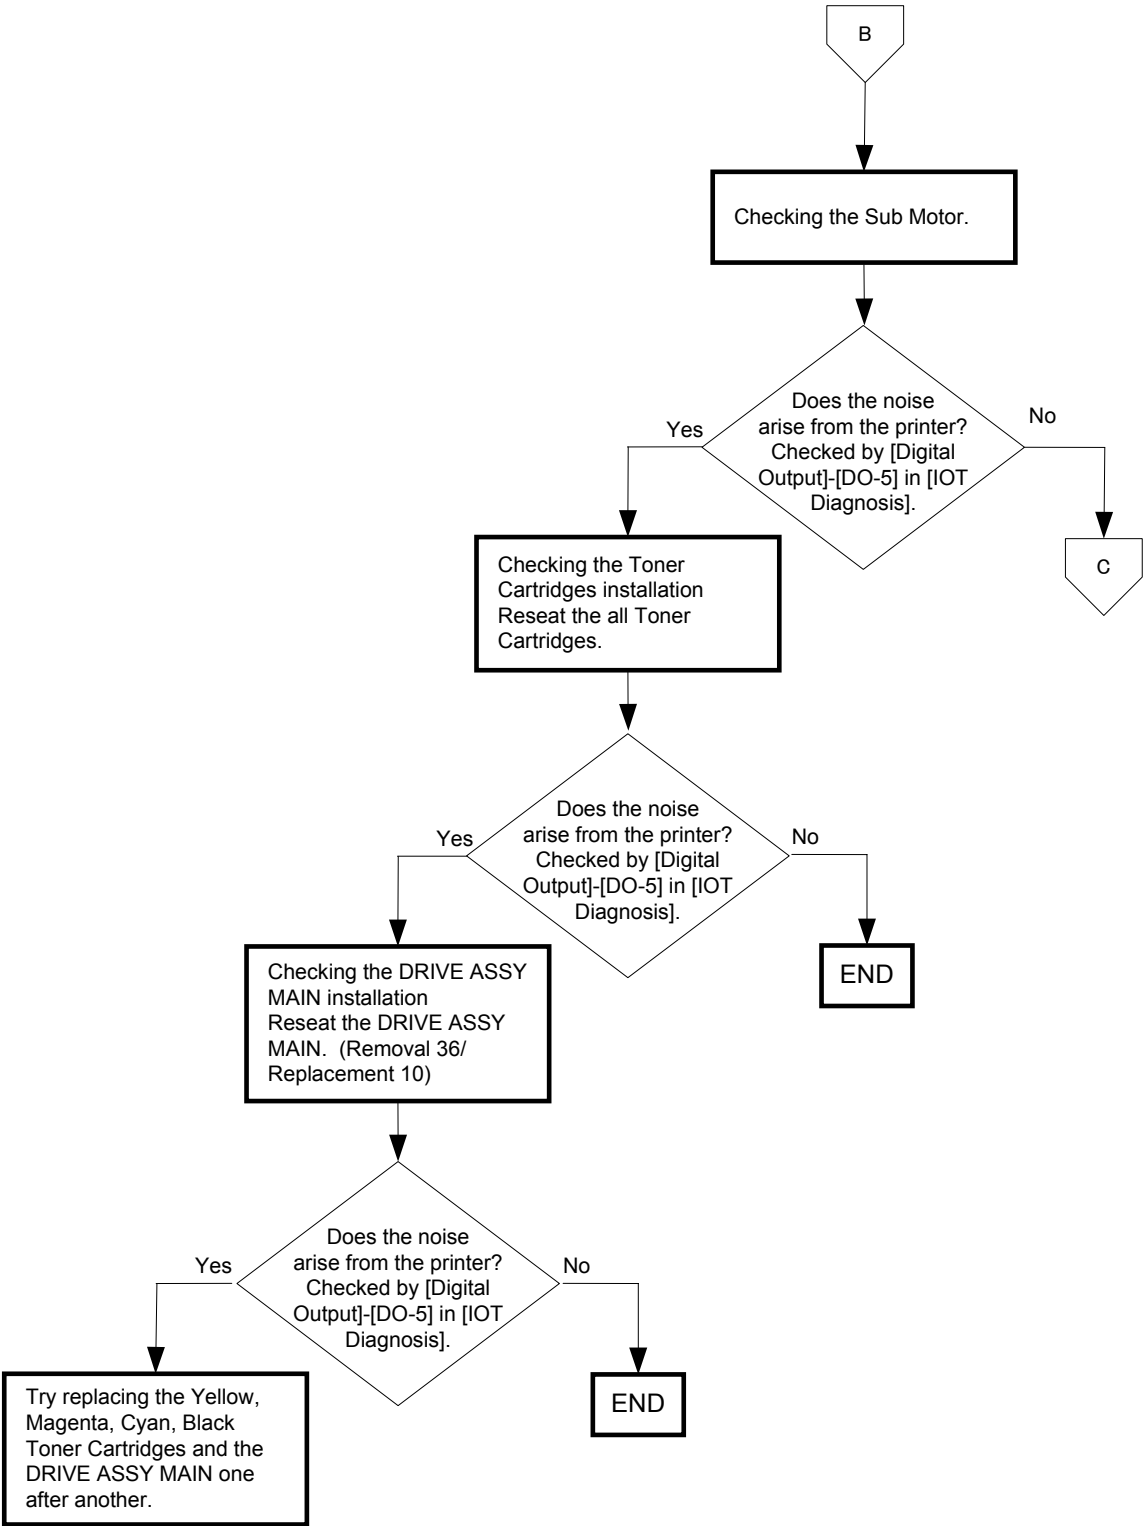 B
Checking the Sub Motor.
Does the noise
arise from the printer?
Checked by [Digital
Output]-[DO-5] in [IOT
Diagnosis].
Yes
No
C
Checking the Toner
Cartridges installation
Reseat the all Toner
Cartridges.
Does the noise
arise from the printer?
Checked by [Digital
Output]-[DO-5] in [IOT
Diagnosis].
Yes
No
END
Checking the DRIVE ASSY
MAIN installation
Reseat the DRIVE ASSY
MAIN.  (Removal 36/
Replacement 10)
Does the noise
arise from the printer?
Checked by [Digital
Output]-[DO-5] in [IOT
Diagnosis].
Yes
No
END
Try replacing the Yellow,
Magenta, Cyan, Black
Toner Cartridges and the
DRIVE ASSY MAIN one
after another.